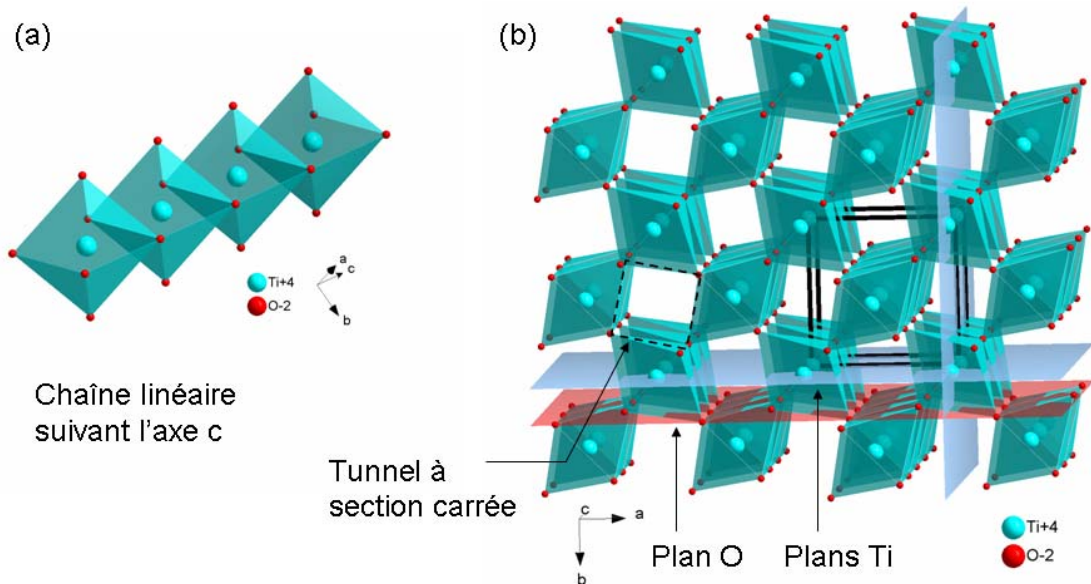 (a)
a
c
b
Ti+4
O-2
Chaîne linéaire
suivant l'axe c
(b)
Tunnel à
section carrée
c
a
b
Plan O
Plans Ti
Ti+4
O-2